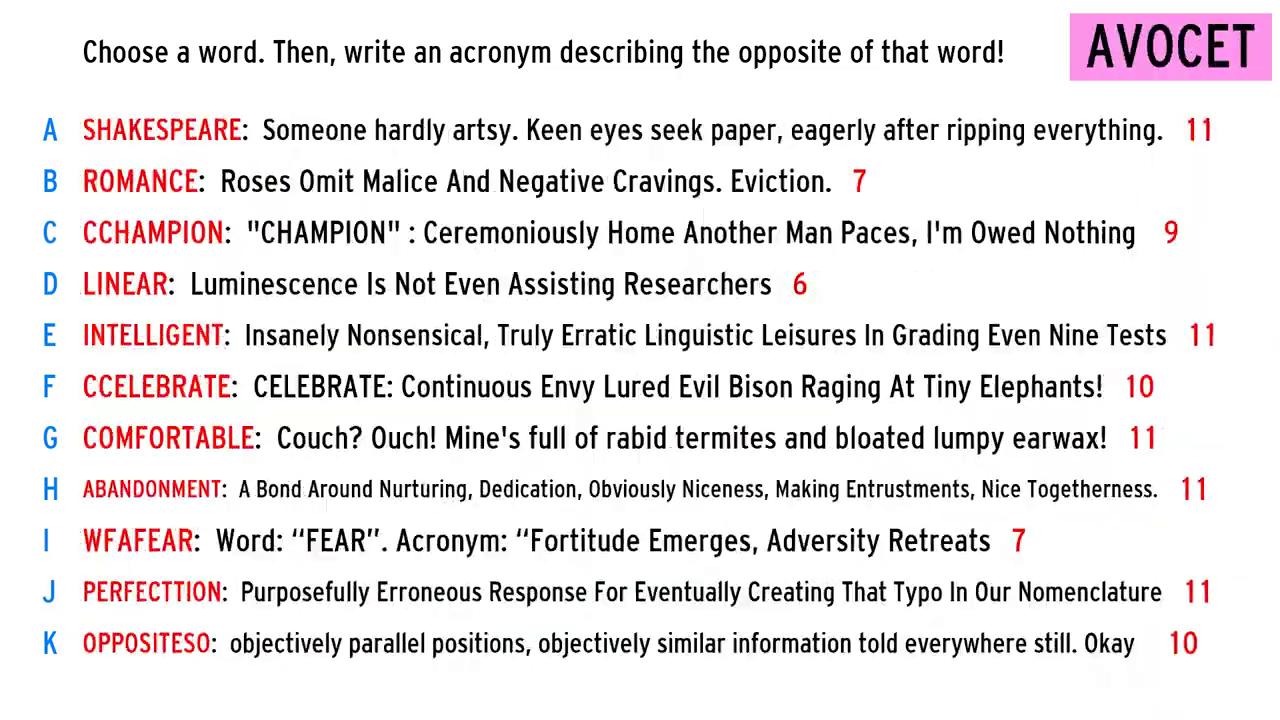 Choose a word. Then, write an acronym describing the opposite of that word!
AVOCET
A SHAKESPEARE: Someone hardly artsy. Keen eyes seek paper, eagerly after ripping everything. 11
B ROMANCE: Roses Omit Malice And Negative Cravings. Eviction. 7
C CCHAMPION: "CHAMPION" : Ceremoniously Home Another Man Paces, I'm Owed Nothing 9
D LINEAR: Luminescence Is Not Even Assisting Researchers 6
E INTELLIGENT: Insanely Nonsensical, Truly Erratic Linguistic Leisures In Grading Even Nine Tests 11
F CCELEBRATE: CELEBRATE: Continuous Envy Lured Evil Bison Raging At Tiny Elephants! 10
G COMFORTABLE: Couch? Ouch! Mine's full of rabid termites and bloated lumpy earwax! 11
H ABANDONMENT: A Bond Around Nurturing, Dedication, Obviously Niceness, Making Entrustments, Nice Togetherness. 11
I WFAFEAR: Word: “FEAR”. Acronym: “Fortitude Emerges, Adversity Retreats 7
J PERFECTTION: Purposefully Erroneous Response For Eventually Creating That Typo In Our Nomenclature 11
K OPPOSITESO: objectively parallel positions, objectively similar information told everywhere still. Okay 10